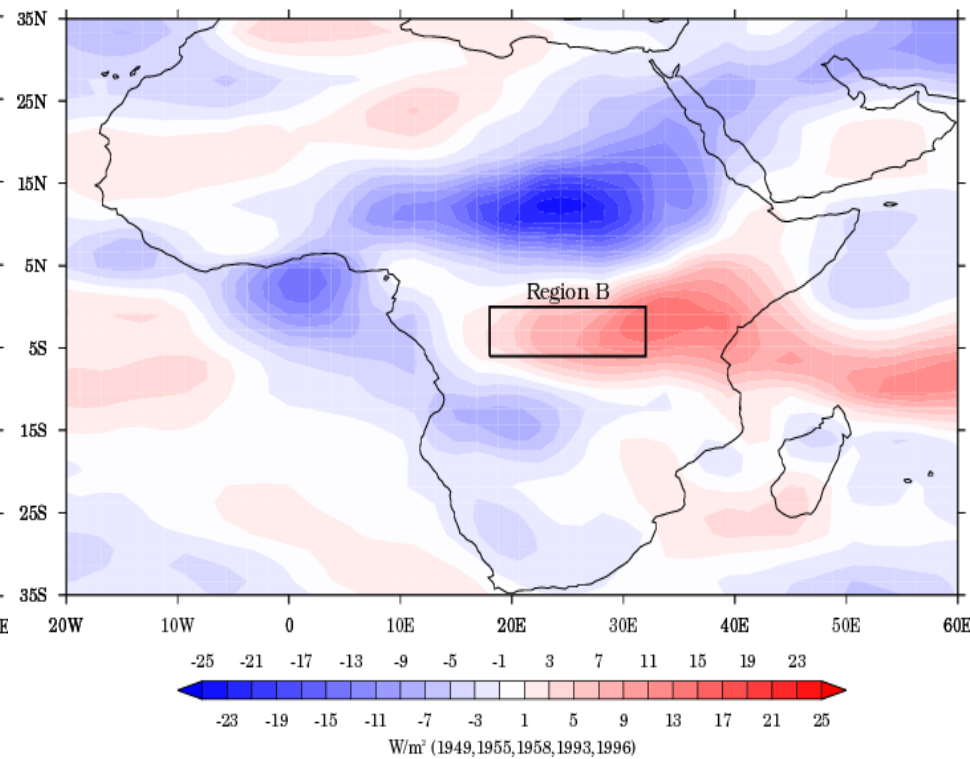 35N
25N
15N
5N
Region B
5S
15S
25S
35S
E 20W 10W 0 10E 20E 30E 40E 50E 60E
-25 -21 -17 -13 -9 -5 -1 3 7 11 15 19 23
-23 -19 -15 -11 -7 -3 1 5 9 13 17 21 25
W/m² (1949,1955,1958,1993,1996)